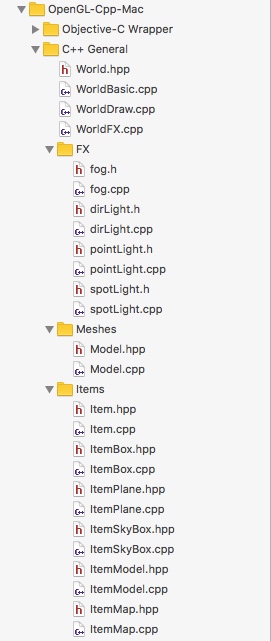 OpenGL-Cpp-Mac
Objective-C Wrapper
C++ General
World.hpp
WorldBasic.cpp
WorldDraw.cpp
WorldFX.cpp
FX
fog.h
fog.cpp
dirLight.h
dirLight.cpp
pointLight.h
pointLight.cpp
spotLight.h
spotLight.cpp
Meshes
Model.hpp
Model.cpp
Items
Item.hpp
Item.cpp
ItemBox.hpp
ItemBox.cpp
ItemPlane.hpp
ItemPlane.cpp
ItemSkyBox.hpp
ItemSkyBox.cpp
ItemModel.hpp
ItemModel.cpp
ItemMap.hpp
ItemMap.cpp